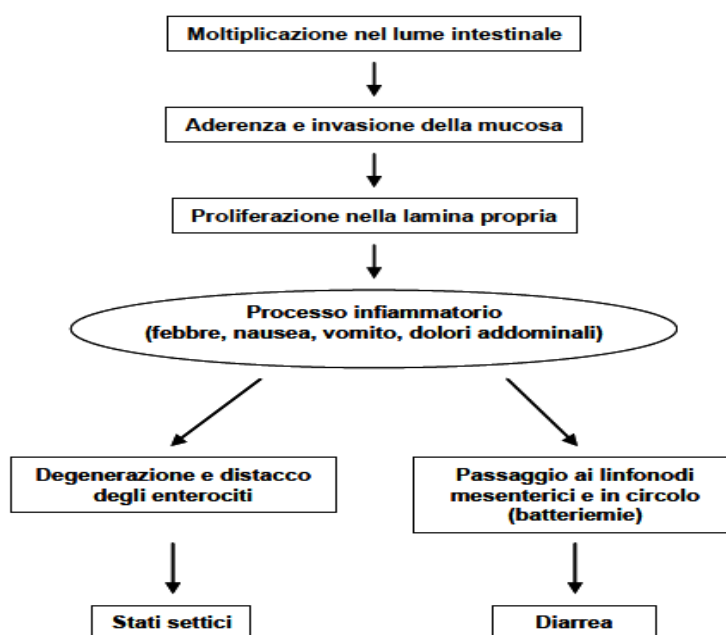 Moltiplicazione nel lume intestinale
Aderenza e invasione della mucosa
Proliferazione nella lamina propria
Processo infiammatorio
(febbre, nausea, vomito, dolori addominali)
Degenerazione e distacco
degli enterociti
Passaggio ai linfonodi
mesenterici e in circolo
(batteriemie)
Stati settici
Diarrea